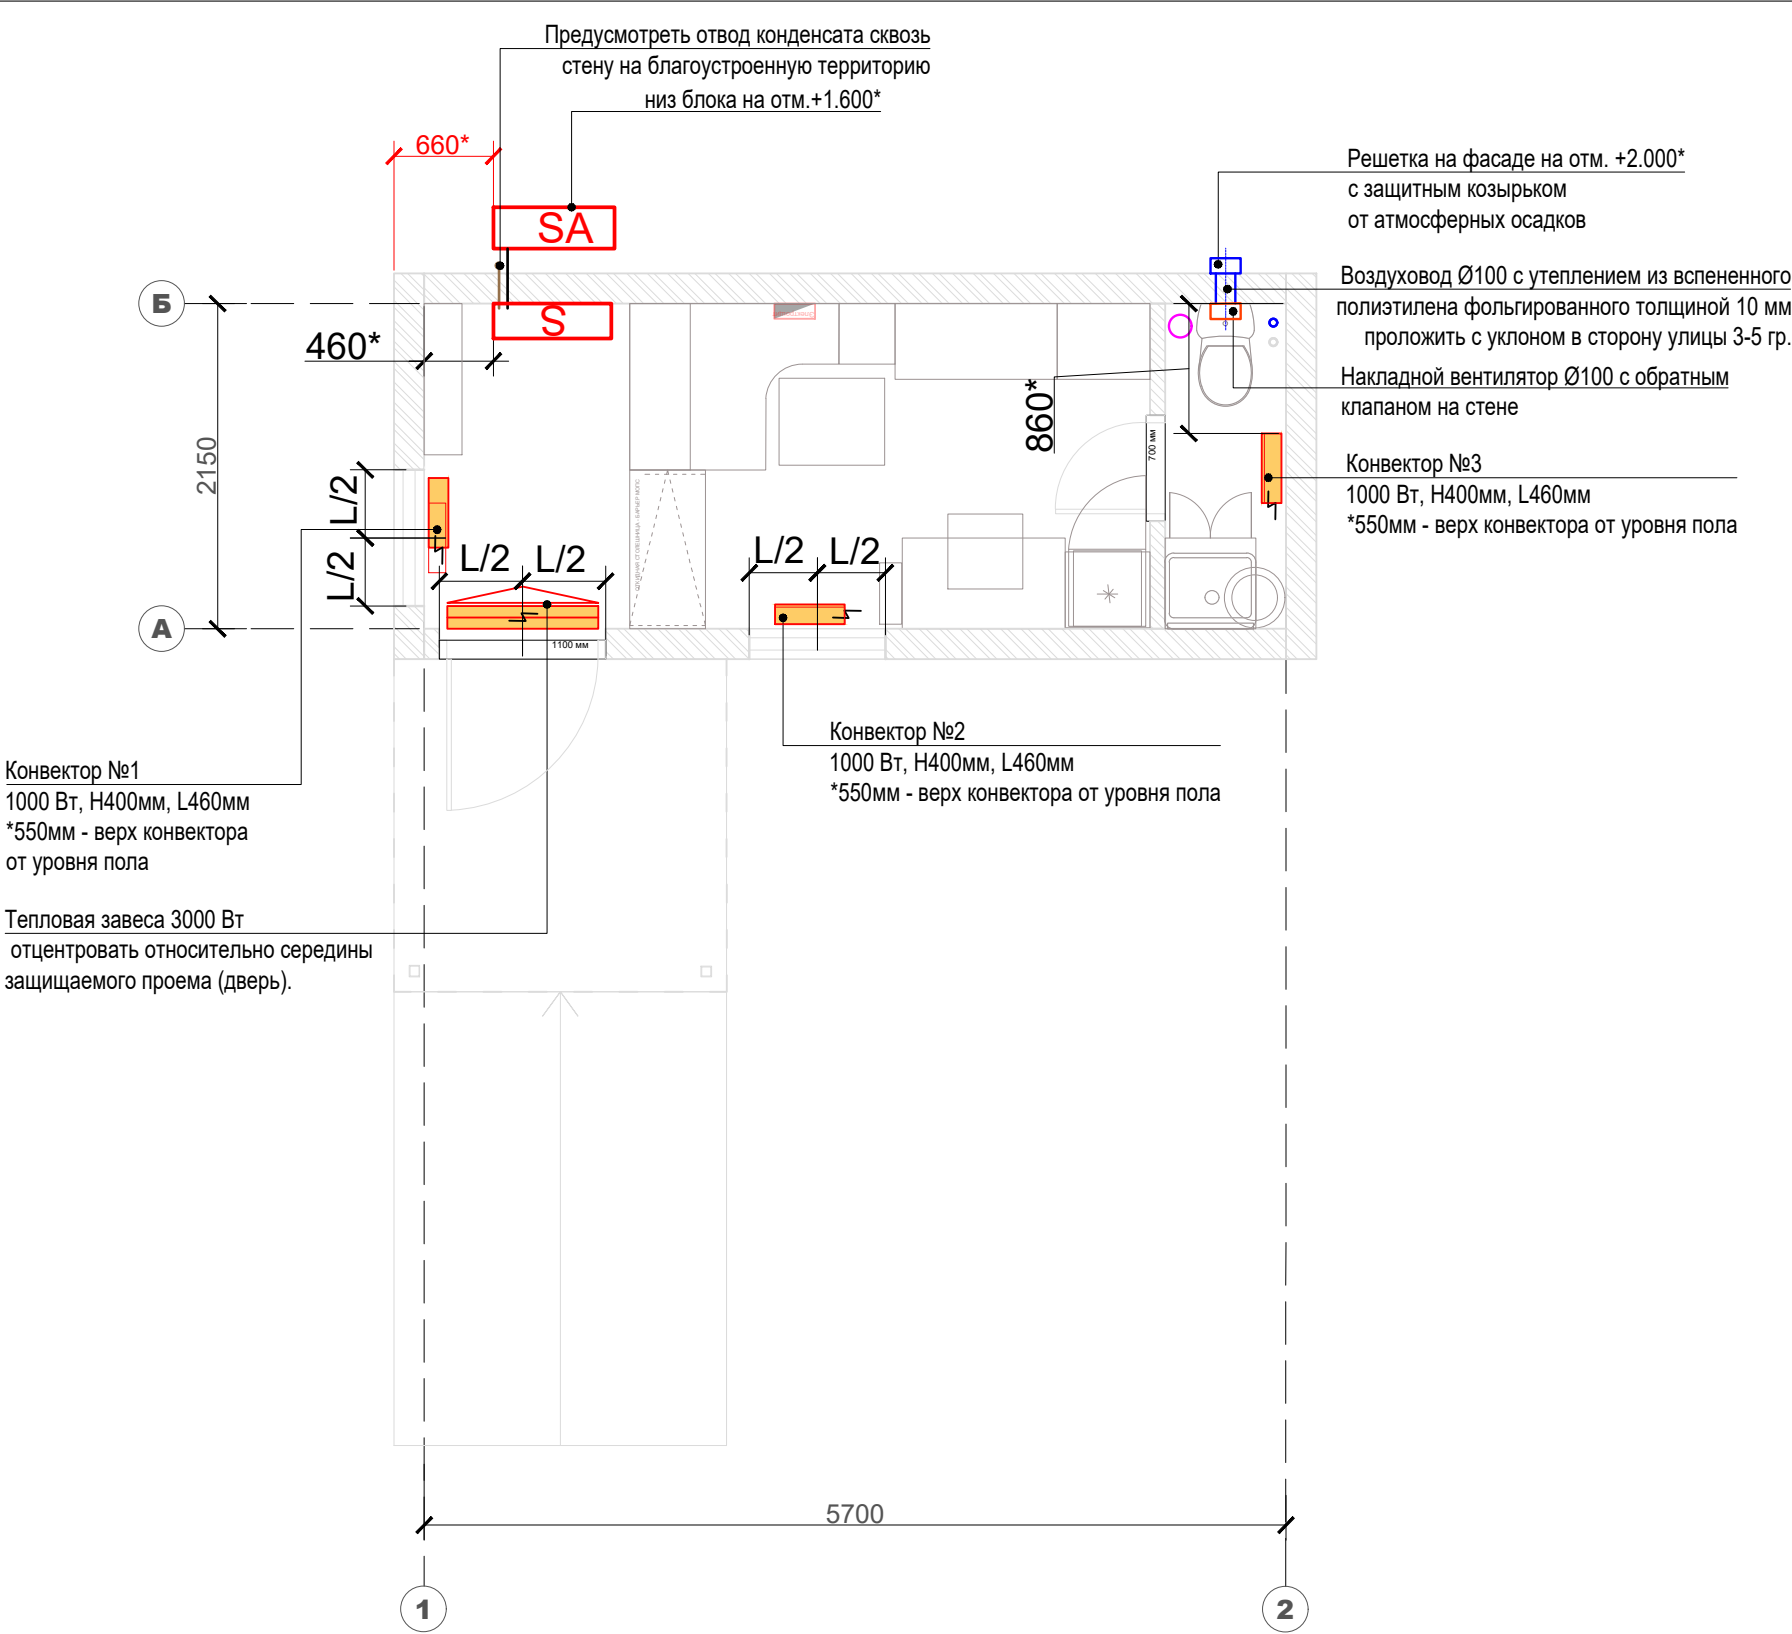 Предусмотреть отвод конденсата сквозь
стену на благоустроенную территорию
низ блока на отм.+1.600*
660*
Решетка на фасаде на отм. +2.000*
с защитным козырьком
от атмосферных осадков
SA
Воздуховод Ø100 с утеплением из вспененного
полиэтилена фольгированного толщиной 10 мм
проложить с уклоном в сторону улицы 3-5 гр.
Б
S
460*
Накладной вентилятор Ø100 с обратным
клапаном на стене
860*
2150
700 мм
Конвектор №3
1000 Вт, Н400мм, L460мм
*550мм - верх конвектора от уровня пола
L/2
L/2
L/2
L/2
L/2
L/2
А
1100 мм
Конвектор №2
1000 Вт, Н400мм, L460мм
*550мм - верх конвектора от уровня пола
Конвектор №1
1000 Вт, Н400мм, L460мм
*550мм - верх конвектора
от уровня пола
Тепловая завеса 3000 Вт
отцентровать относительно середины
защищаемого проема (дверь).
5700
1
2